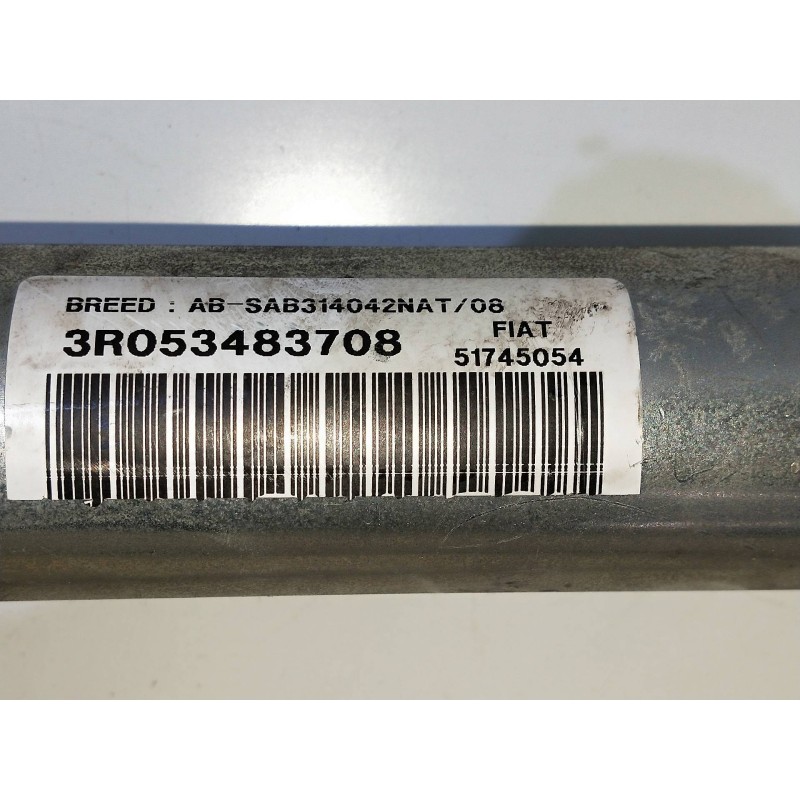 BREED : AB-SAB314042NAT/08
3R053483708
FIAT
51745054